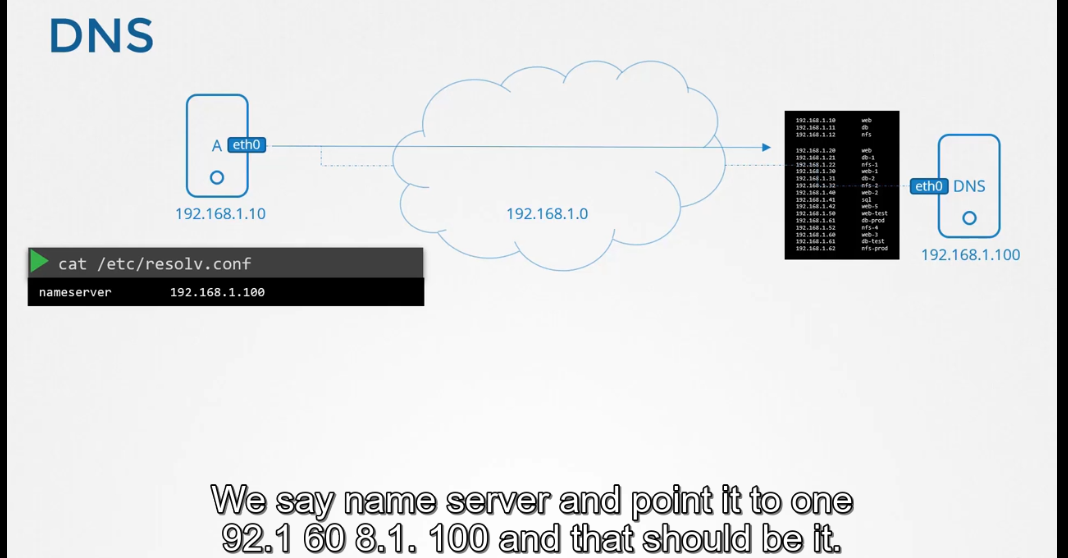 DNS
A eth0
192.168.1.10
192.168.1.0
192.168.1.10 web
192.168.1.11 db
192.168.1.12 nfs
192.168.1.20 web
192.168.1.21 db-1
192.168.1.22 nfs-1
192.168.1.30 web-1
192.168.1.31 db-2
192.168.1.32 nfs-2
192.168.1.40 web-2
192.168.1.41 sql
192.168.1.42 web-5
192.168.1.50 web-test
192.168.1.61 db-prod
192.168.1.52 nfs-4
192.168.1.60 web-3
192.168.1.61 db-test
192.168.1.62 nfs-prod
eth0 DNS
192.168.1.100
cat /etc/resolv.conf
nameserver 192.168.1.100
We say name server and point it to one
92.1 60 8.1. 100 and that should be it.